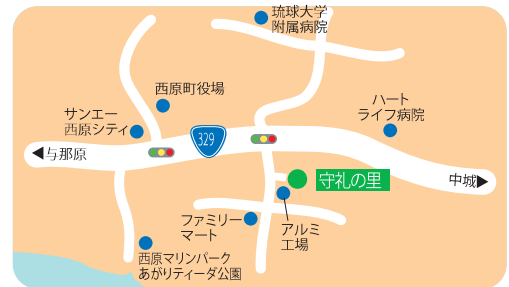 琉球大学
附属病院
西原町役場
サンエー
西原シティ
ハート
ライフ病院
329
与那原
守礼の里
中城
ファミリー
マート
アルミ
工場
西原マリンパーク
あがりティーダ公園